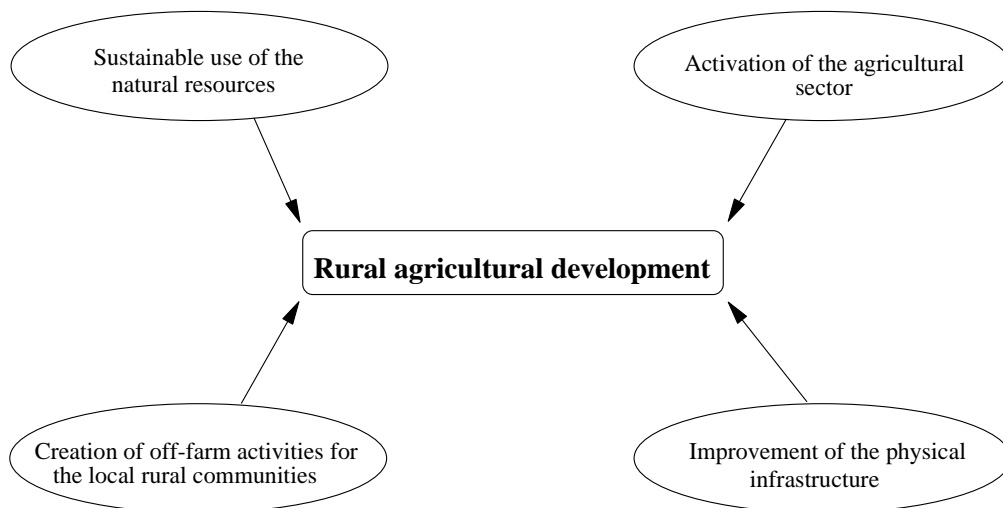 Sustainable use of the
natural resources
Activation of the agricultural
sector
Rural agricultural development
Creation of off-farm activities for
the local rural communities
Improvement of the physical
infrastructure